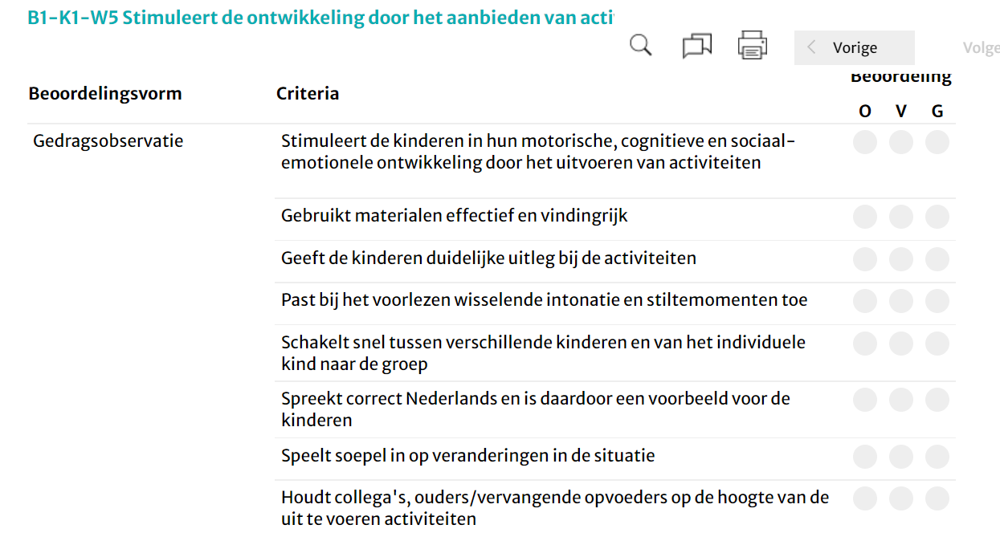 B1-K1-W5 Stimuleert de ontwikkeling door het aanbieden van acti
Vorige
Volge
Beoordelingsvorm
Criteria
Beoordeling
O V G
Gedragsobservatie
Stimuleert de kinderen in hun motorische, cognitieve en sociaal-
emotionele ontwikkeling door het uitvoeren van activiteiten
Gebruikt materialen effectief en vindingrijk
Geeft de kinderen duidelijke uitleg bij de activiteiten
Past bij het voorlezen wisselende intonatie en stiltemomenten toe
Schakelt snel tussen verschillende kinderen en van het individuele
kind naar de groep
Spreekt correct Nederlands en is daardoor een voorbeeld voor de
kinderen
Speelt soepel in op veranderingen in de situatie
Houdt collega's, ouders/vervangende opvoeders op de hoogte van de
uit te voeren activiteiten